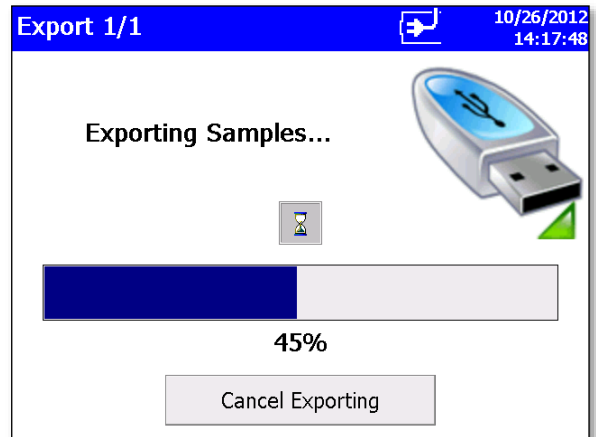 Export 1/1
10/26/2012
14:17:48
Exporting Samples...
45%
Cancel Exporting